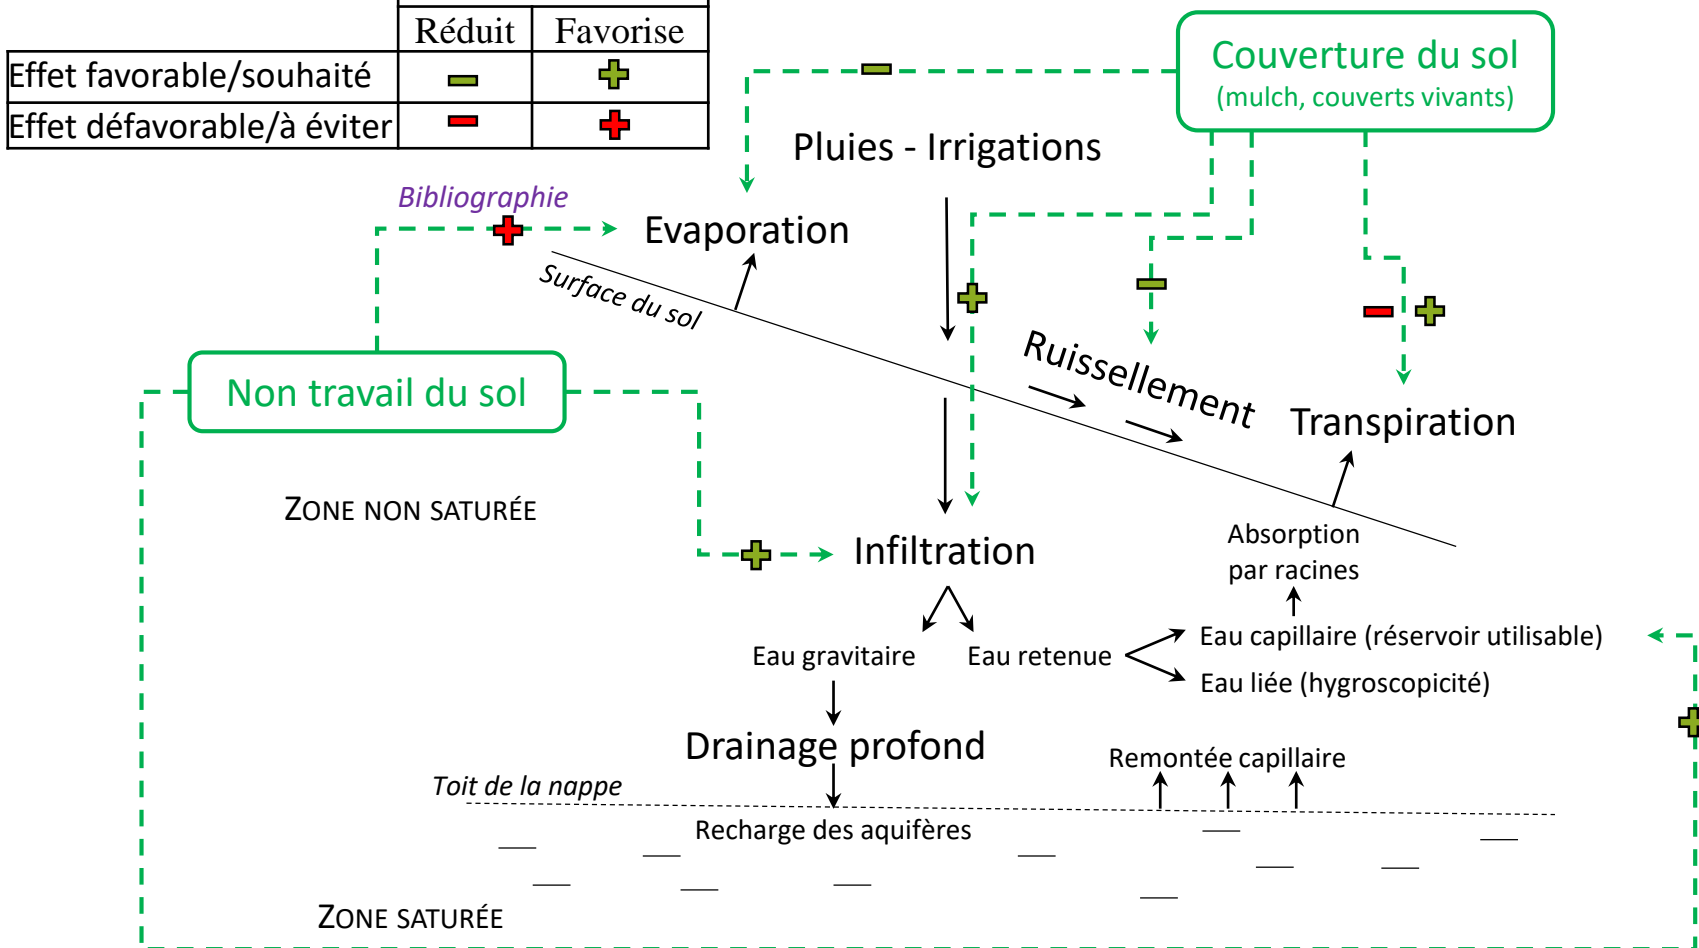 Réduit Favorise
Effet favorable/souhaité
Effet défavorable/à éviter
Couverture du sol
(mulch, couverts vivants)
Pluies - Irrigations
Bibliographie
Evaporation
Surface du sol
Ruissellement
Non travail du sol
Transpiration
ZONE NON SATURÉE
Infiltration
Absorption
par racines
Eau gravitaire
Eau retenue
Eau capillaire (réservoir utilisable)
Eau liée (hygroscopicité)
Drainage profond
Remontée capillaire
Toit de la nappe
Recharge des aquifères
ZONE SATURÉE